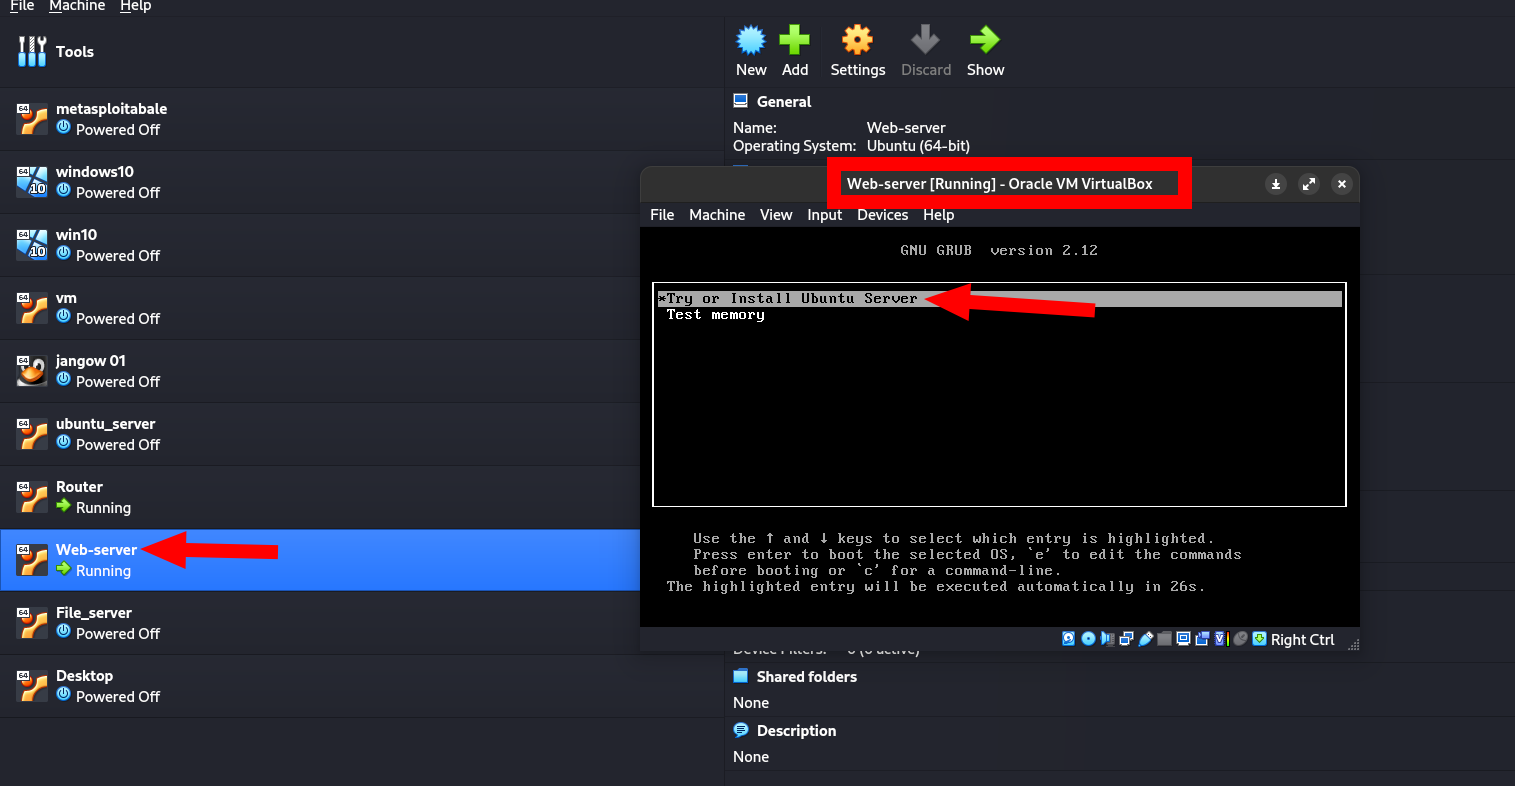 File Machine Help
Tools
metasploitabale
Powered Off
windows10
Powered Off
win10
Powered Off
vm
Powered Off
jangow 01
Powered Off
ubuntu_server
Powered Off
Router
Running
Web-server
Running
File_server
Powered Off
Desktop
Powered Off
New Add Settings Discard Show
General
Name: Web-server
Operating System: Ubuntu (64-bit)
Web-server [Running] - Oracle VM VirtualBox
File Machine View Input Devices Help
GNU GRUB version 2.12
*Try or Install Ubuntu Server
Test memory
Use the ↑ and ↓ keys to select which entry is highlighted.
Press enter to boot the selected OS, `e' to edit the commands
before booting or `c' for a command-line.
The highlighted entry will be executed automatically in 26s.
Right Ctrl
Device Filters: 0 (0 active)
Shared folders
None
Description
None